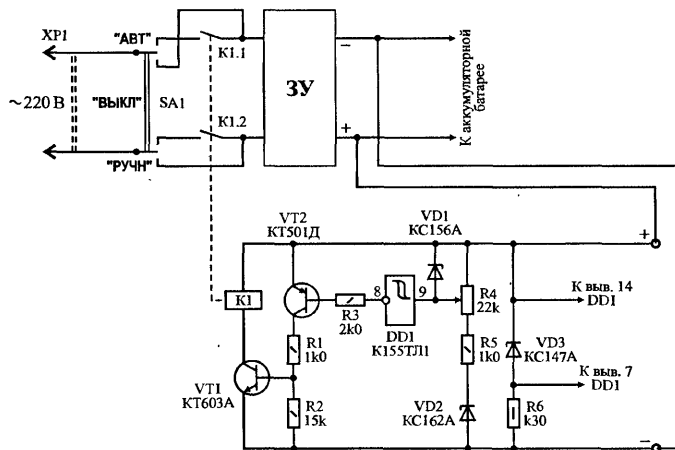 ХР1
"АВТ"
К1.1
−
~220 В
"ВЫКЛ"
SA1
ЗУ
К аккумуляторной
батарее
К1.2
+
"РУЧН"
VT2
КТ501Д
VD1
КС156А
+
К1
8
9
R3
2k0
DD1
К155ТЛ1
R4
22k
К выв. 14
DD1
R1
1k0
R5
1k0
VD3
КС147А
VT1
КТ603А
R2
15k
VD2
КС162А
К выв. 7
DD1
R6
k30
−